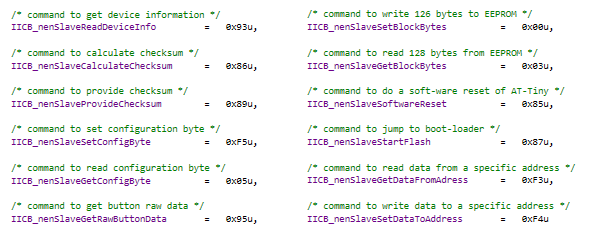 /* command to get device information */
IICB_nenSlaveReadDeviceInfo = 0x93u,
/* command to calculate checksum */
IICB_nenSlaveCalculateChecksum = 0x86u,
/* command to provide checksum */
IICB_nenSlaveProvideChecksum = 0x89u,
/* command to set configuration byte */
IICB_nenSlaveSetConfigByte = 0xF5u,
/* command to read configuration byte */
IICB_nenSlaveGetConfigByte = 0x05u,
/* command to get button raw data */
IICB_nenSlaveGetRawButtonData = 0x95u,
/* command to write 126 bytes to EEPROM */
IICB_nenSlaveSetBlockBytes = 0x00u,
/* command to read 128 bytes from EEPROM */
IICB_nenSlaveGetBlockBytes = 0x03u,
/* command to do a soft-ware reset of AT-Tiny */
IICB_nenSlaveSoftwareReset = 0x85u,
/* command to jump to boot-loader */
IICB_nenSlaveStartFlash = 0x87u,
/* command to read data from a specific address */
IICB_nenSlaveGetDataFromAdress = 0xF3u,
/* command to write data to a specific address */
IICB_nenSlaveSetDataToAddress = 0xF4u